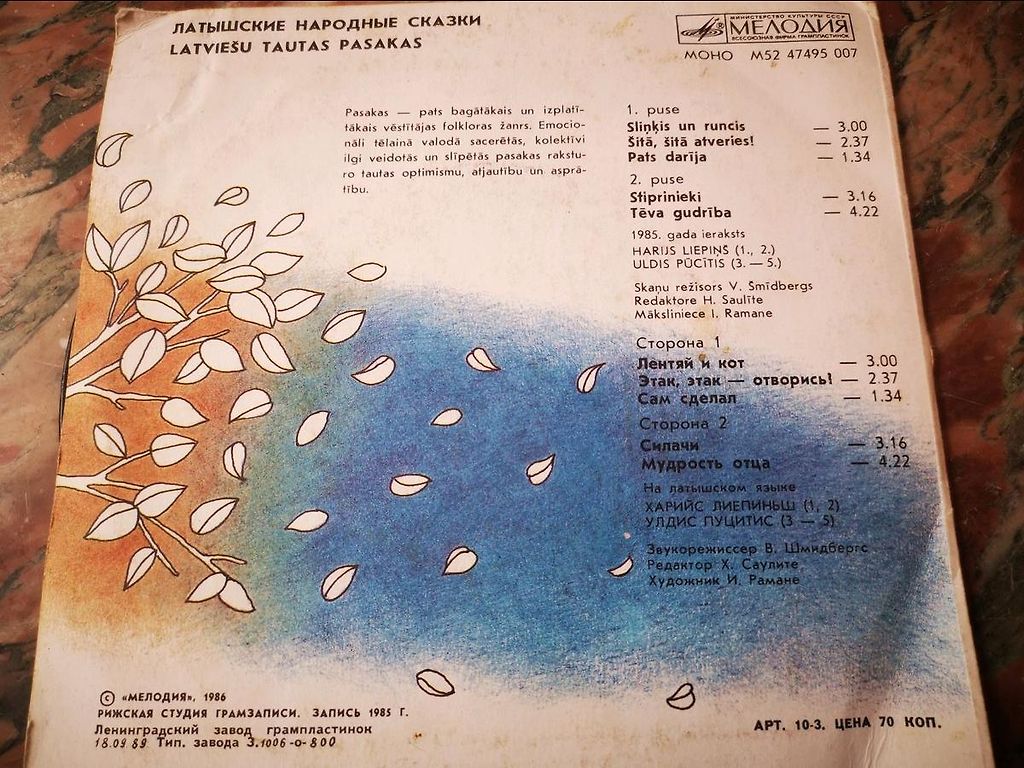 ЛАТЫШСКИЕ НАРОДНЫЕ СКАЗКИ
LATVIEŠU TAUTAS PASAKAS
МИНИСТЕРСТВО КУЛЬТУРЫ СССР
МЕЛОДИЯ
ВСЕСОЮЗНАЯ ФИРМА ГРАМПЛАСТИНОК
МОНО М52 47495 007
Pasakas — pats bagātākais un izplatī-
tākais vēstītājas folkloras žanrs. Emocio-
nāli tēlainā valodā sacerētās, kolektīvi
ilgi veidotās un slīpētās pasakas rakstu-
ro tautas optimismu, atjautību un asprā-
tību.
1. puse
Sliņķis un runcis — 3.00
Šitā, šitā atveries! — 2.37
Pats darīja — 1.34
2. puse
Stiprinieki — 3.16
Tēva gudrība — 4.22
1985. gada ieraksts
HARIJS LIEPIŅŠ (1., 2.)
ULDIS PŪCĪTIS (3. — 5.)
Skaņu režisors V. Šmīdbergs
Redaktore H. Saulīte
Māksliniece I. Ramane
Сторона 1
Лентяй и кот — 3.00
Этак, этак — отворись! — 2.37
Сам сделал — 1.34
Сторона 2
Силачи — 3.16
Мудрость отца — 4.22
На латышском языке
ХАРИЙС ЛИЕПИНЬШ (1, 2)
УЛДИС ПУЦИТИС (3 — 5)
Звукорежиссер В. Шмидбергс
Редактор Х. Саулите
Художник И. Рамане
© «МЕЛОДИЯ», 1986
РИЖСКАЯ СТУДИЯ ГРАМЗАПИСИ. ЗАПИСЬ 1985 Г.
Ленинградский завод грампластинок
18.09 89 Тип. завода З.1006-о-800
АРТ. 10-3. ЦЕНА 70 КОП.